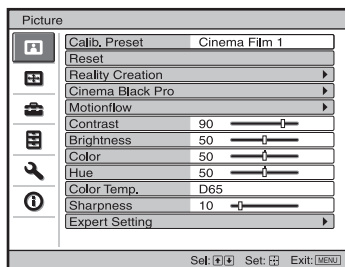 Picture
Calib. Preset Cinema Film 1
Reset
Reality Creation
Cinema Black Pro
Motionflow
Contrast 90
Brightness 50
Color 50
Hue 50
Color Temp. D65
Sharpness 10
Expert Setting
Sel: Set: Exit: MENU